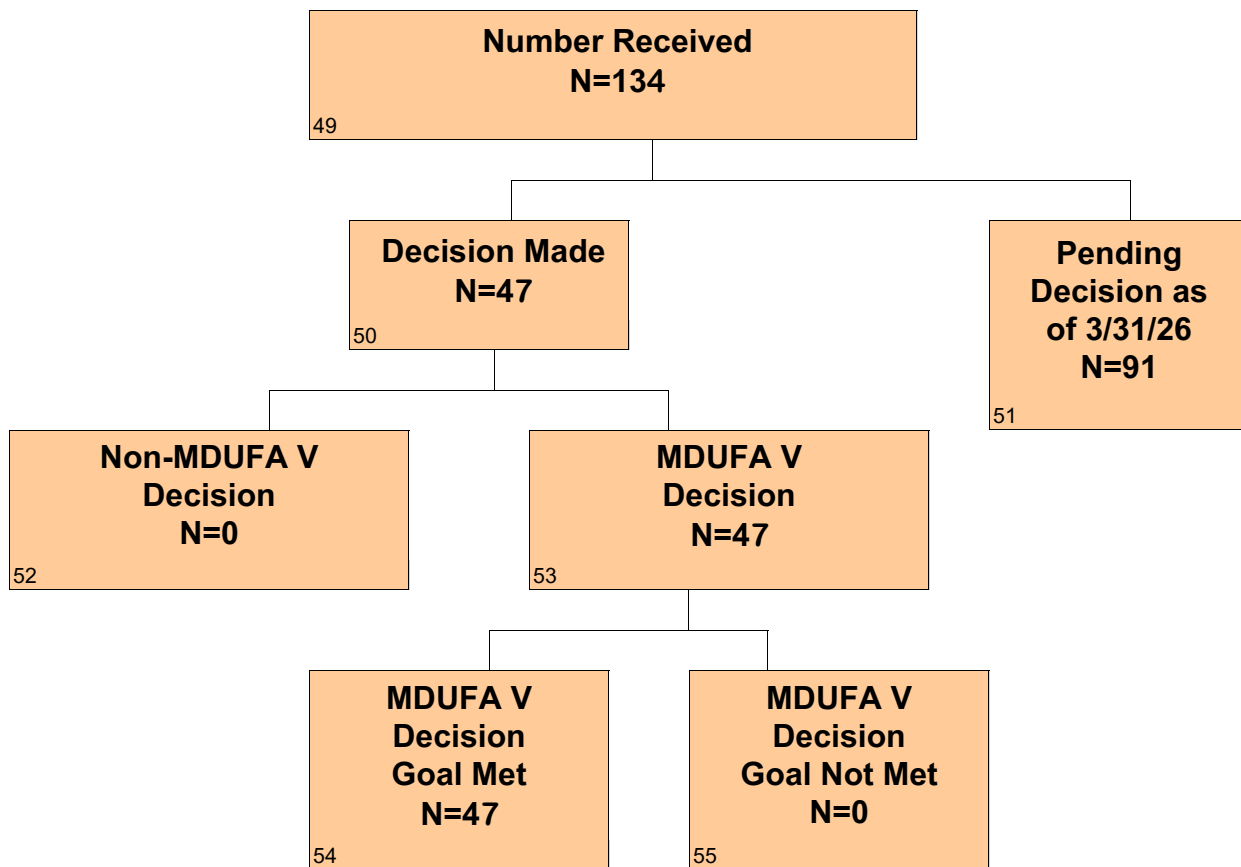 Number Received
N=134
49
Decision Made
N=47
50
Pending
Decision as
of 3/31/26
N=91
51
Non-MDUFA V
Decision
N=0
52
MDUFA V
Decision
N=47
53
MDUFA V
Decision
Goal Met
N=47
54
MDUFA V
Decision
Goal Not Met
N=0
55